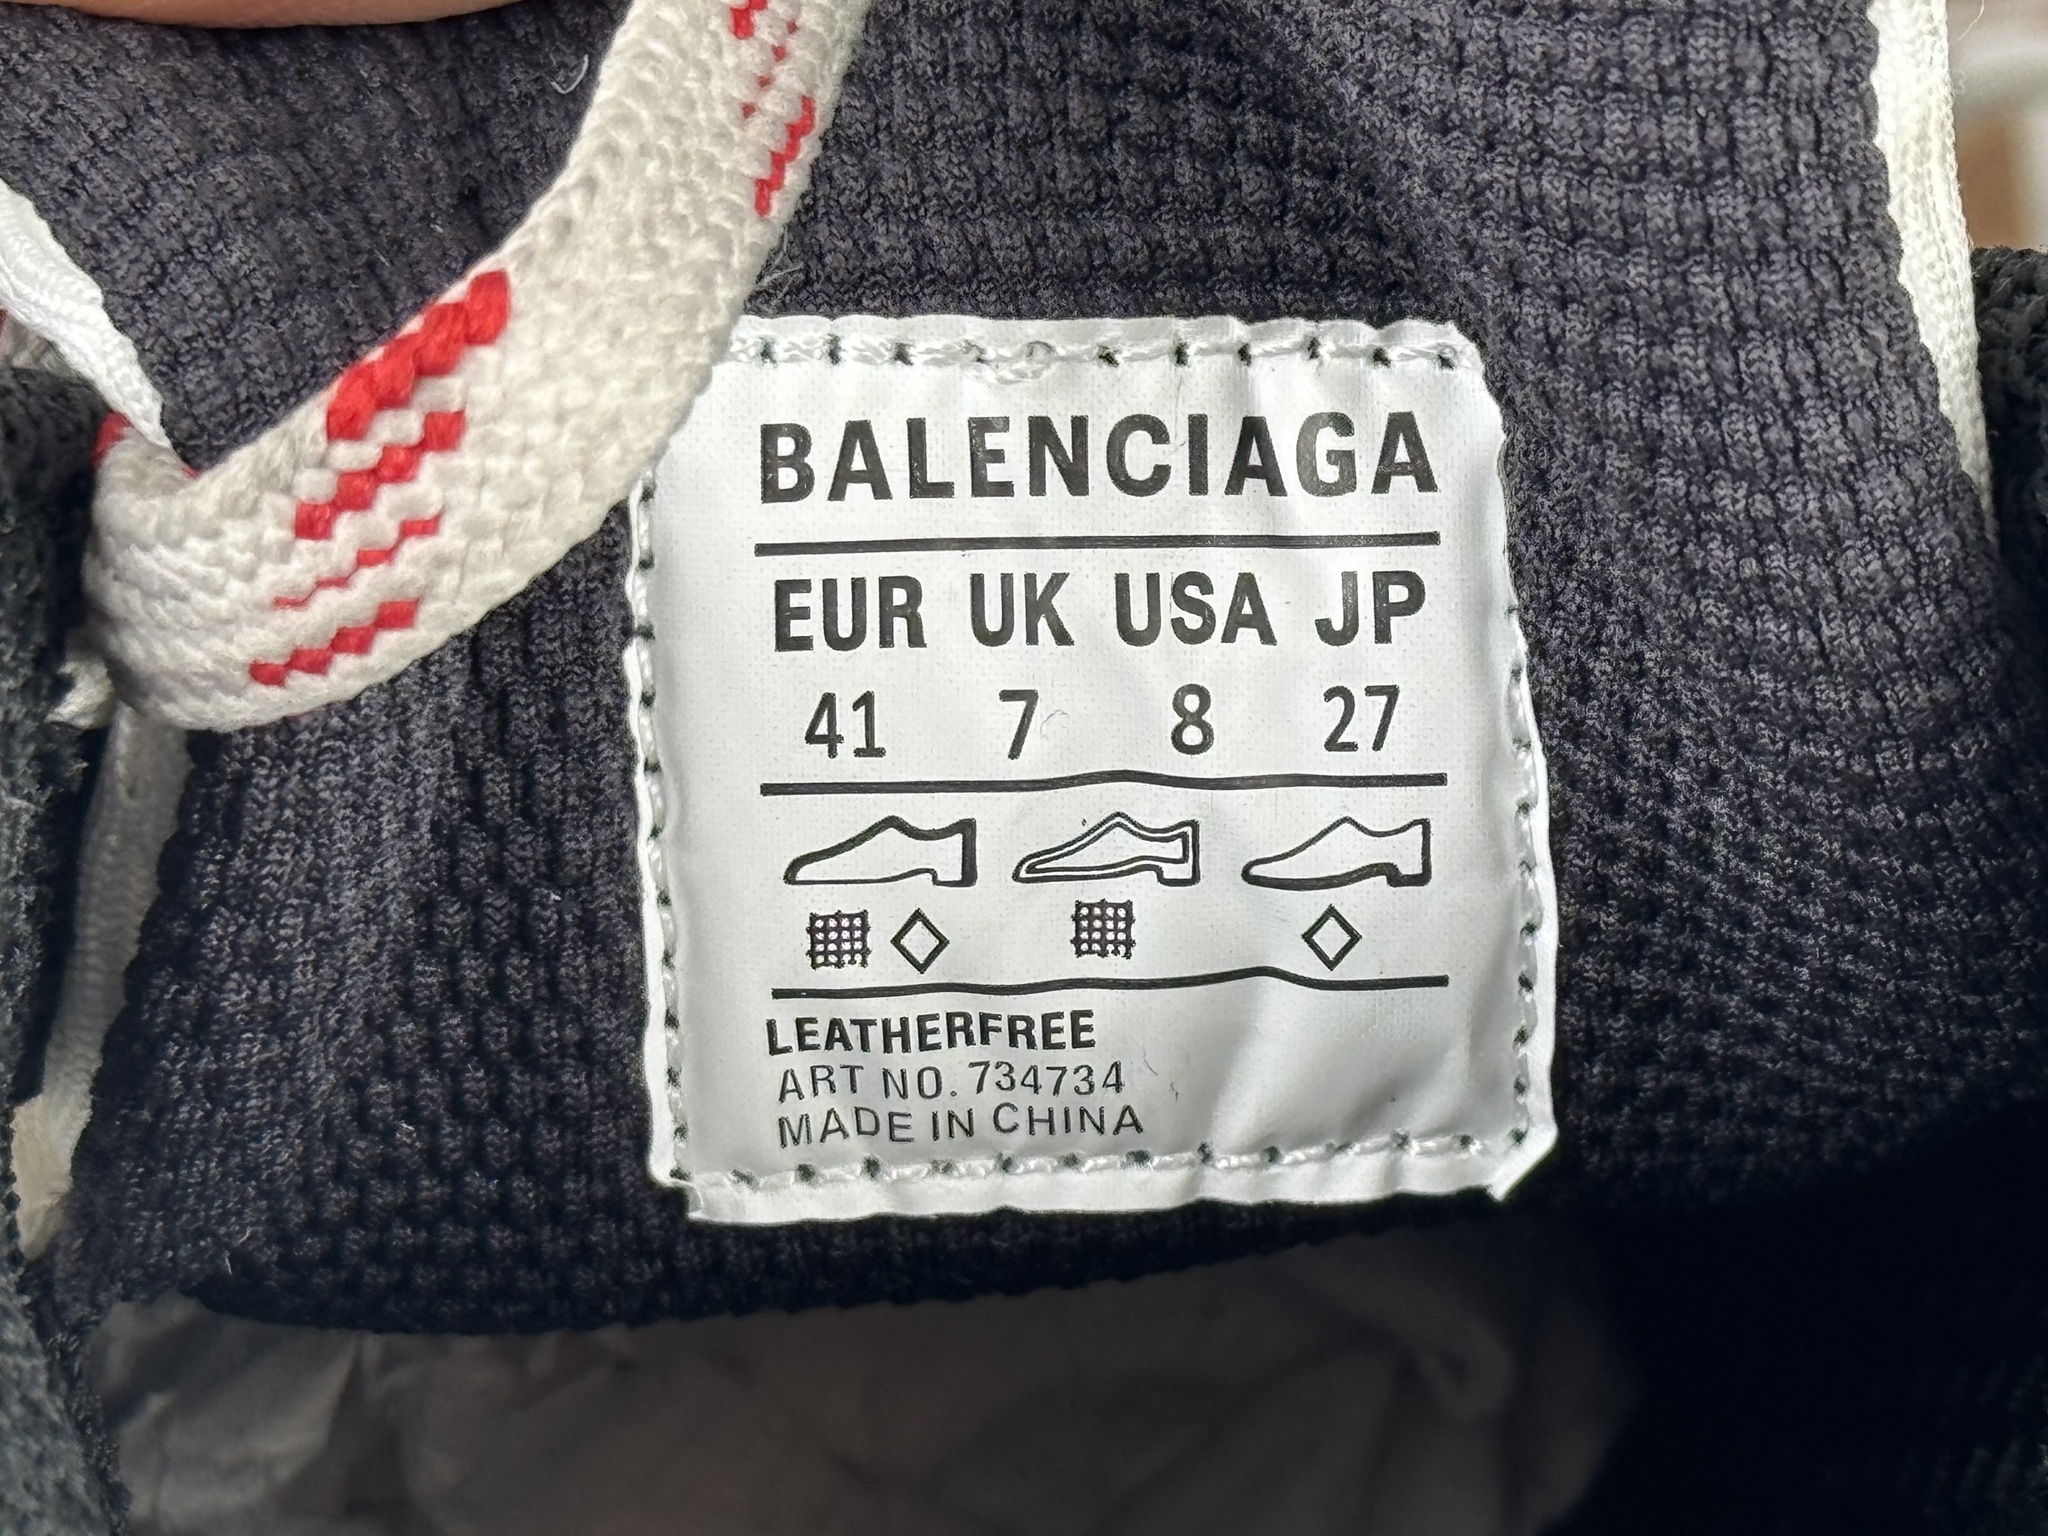 BALENCIAGA
EUR UK USA JP
41 7 8 27
LEATHERFREE
ART NO. 734734
MADE IN CHINA